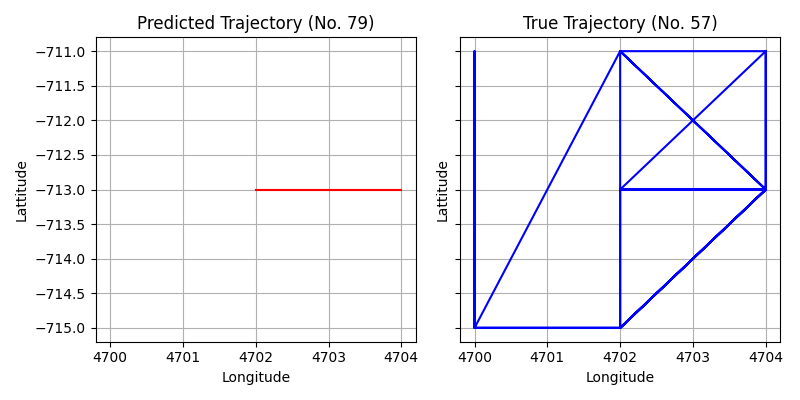 Predicted Trajectory (No. 79)
True Trajectory (No. 57)
−711.0
−711.5
−712.0
−712.5
−713.0
−713.5
−714.0
−714.5
−715.0
Lattitude
Lattitude
4700 4701 4702 4703 4704
4700 4701 4702 4703 4704
Longitude
Longitude